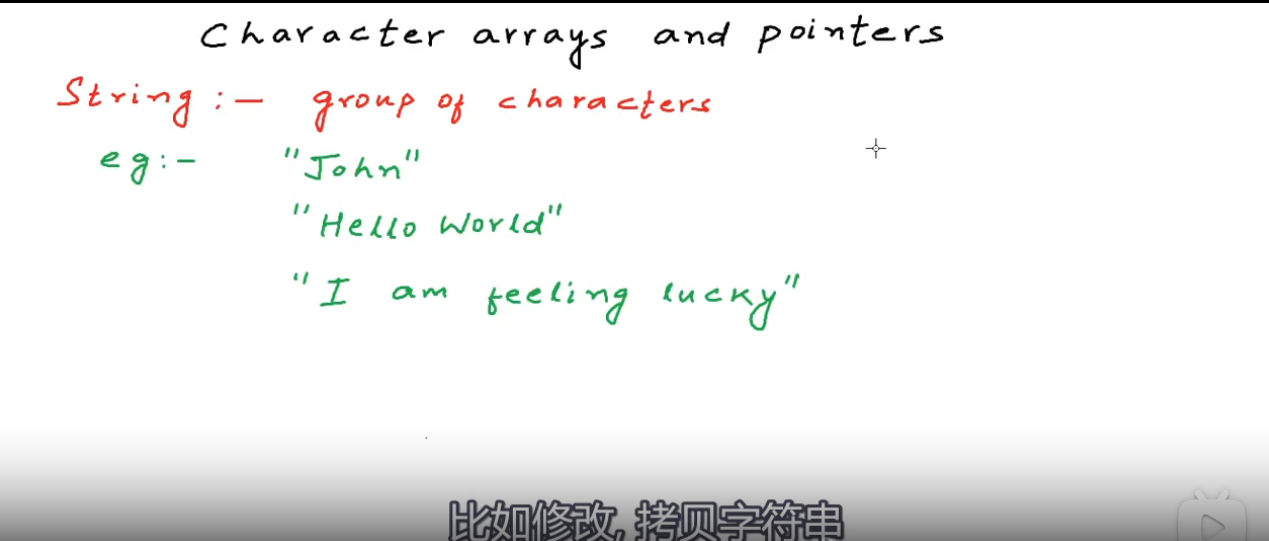 Character arrays and pointers
String :- group of characters
eg:- "John"
"Hello World"
"I am feeling lucky"
比如修改, 拷贝字符串